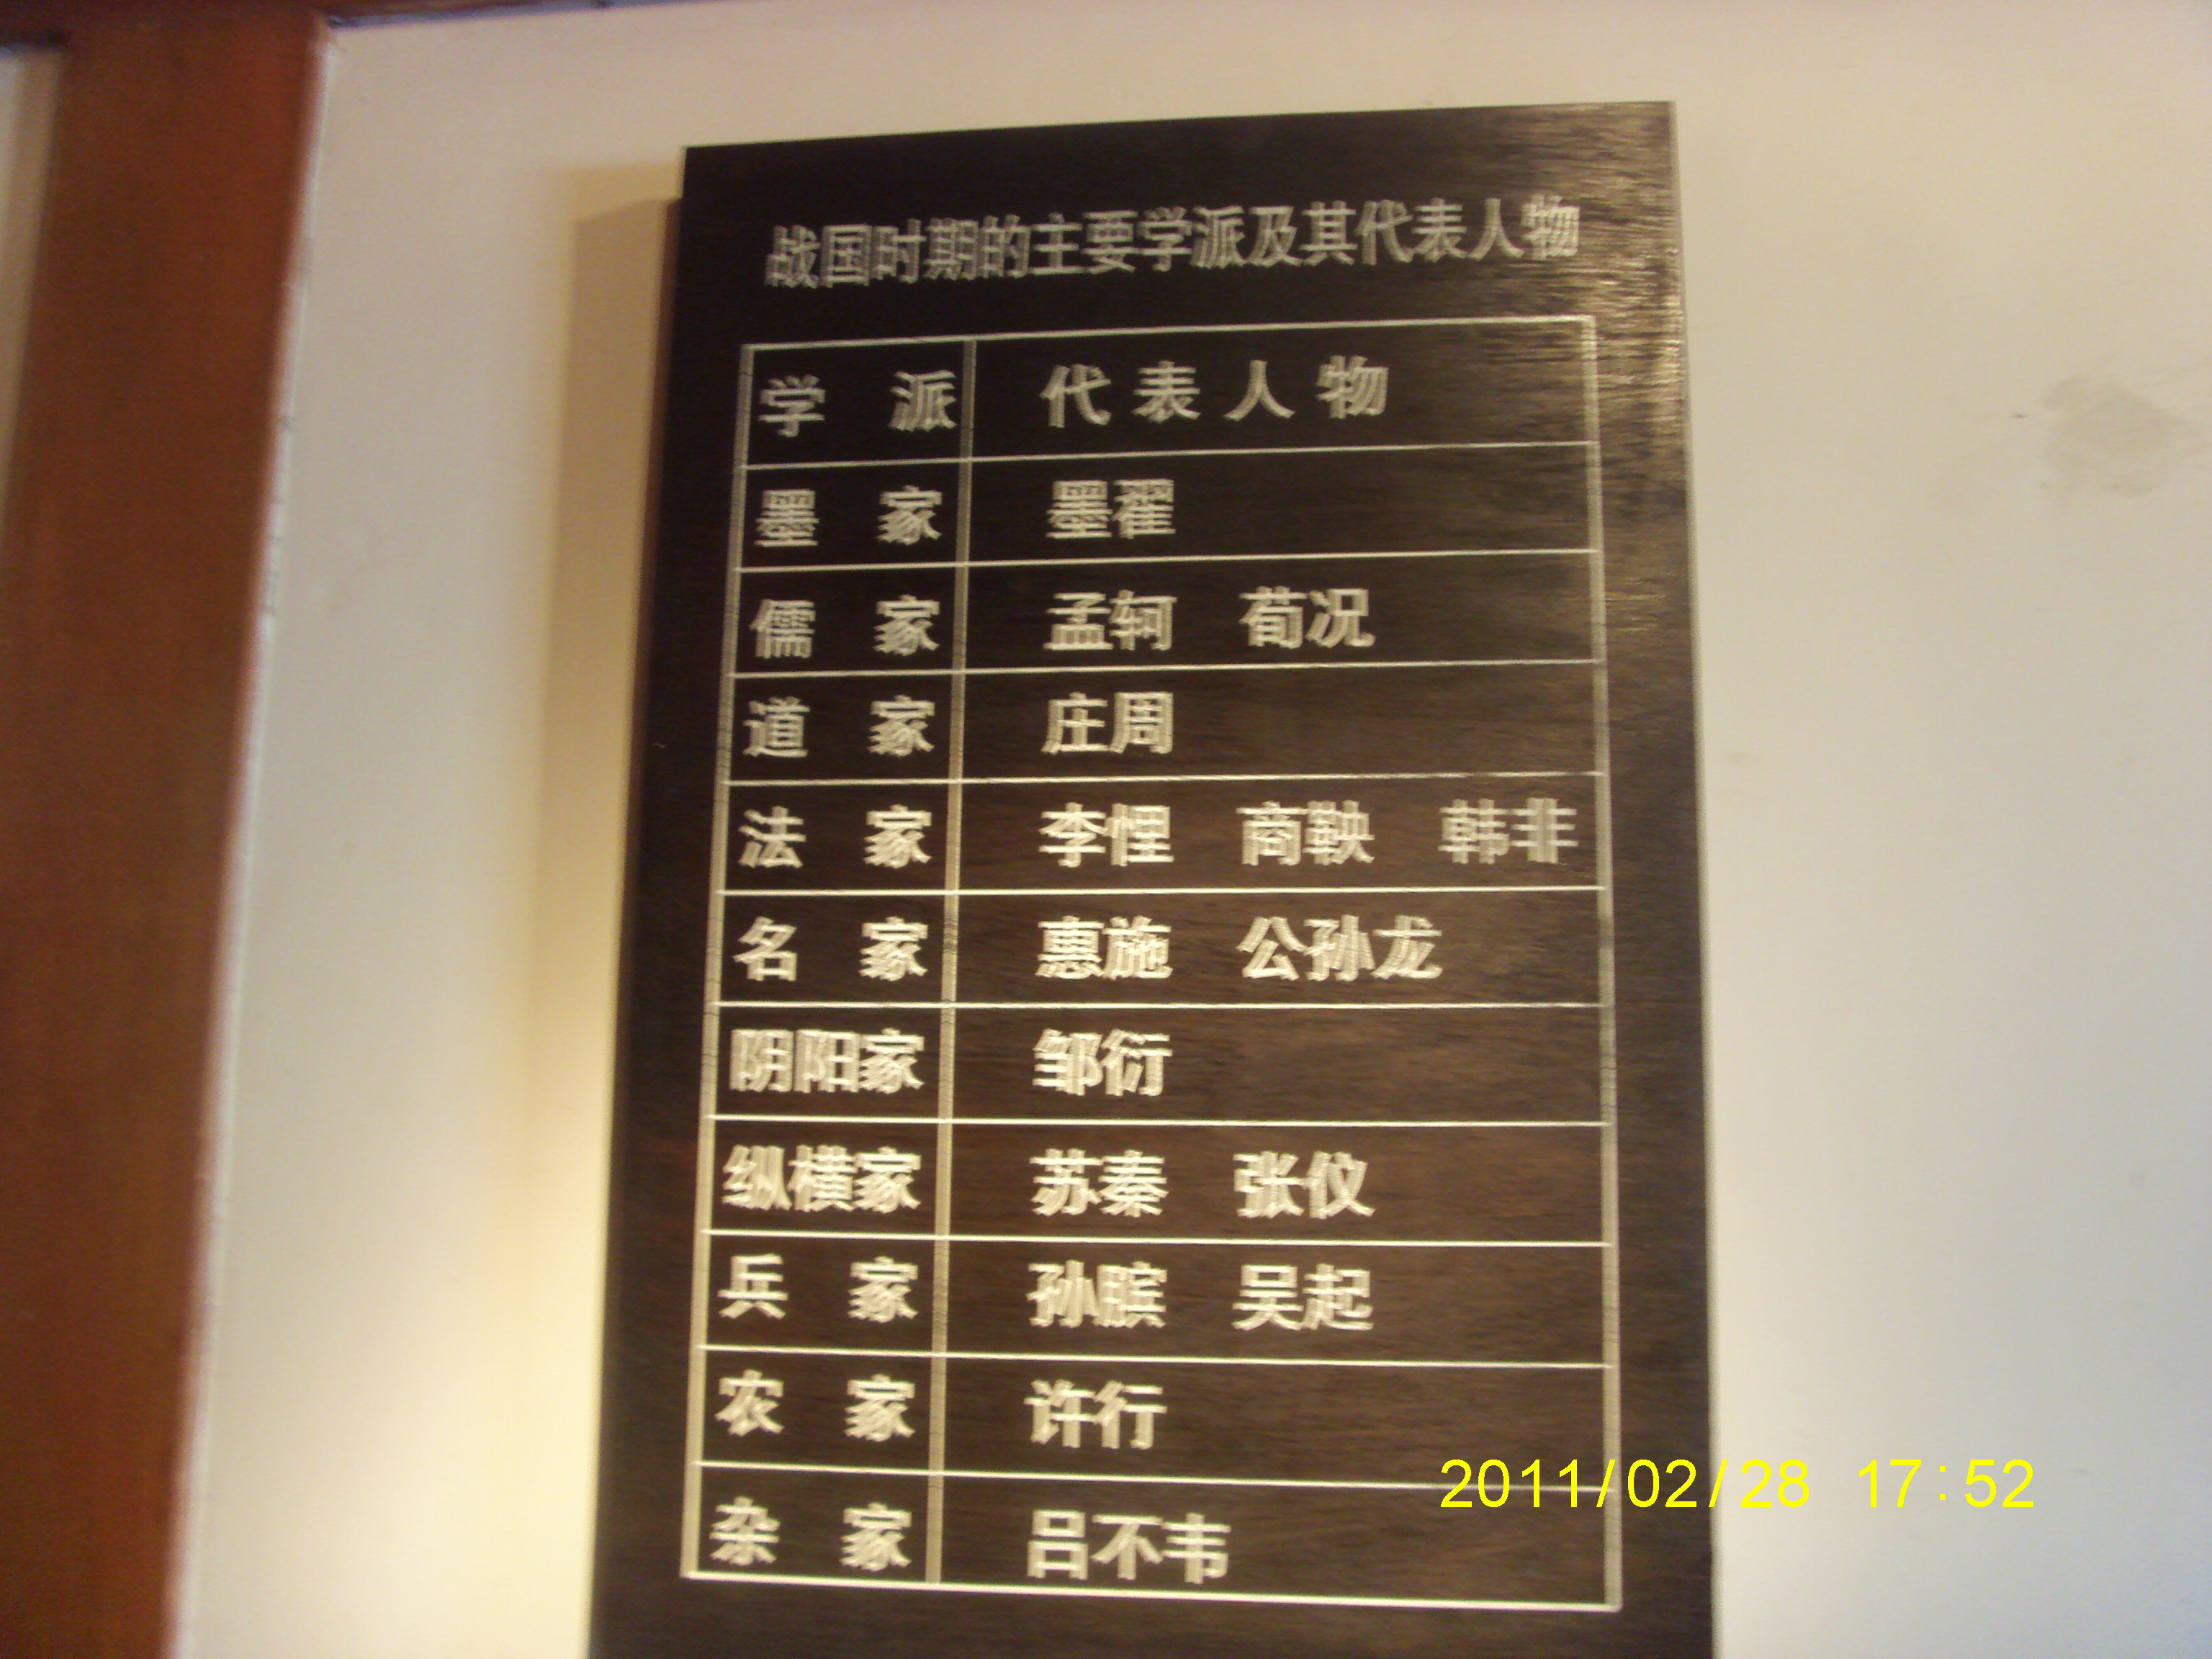 战国时期的主要学派及其代表人物
学 派 代表人物
墨 家 墨翟
儒 家 孟轲 荀况
道 家 庄周
法 家 李悝 商鞅 韩非
名 家 惠施 公孙龙
阴阳家 邹衍
纵横家 苏秦 张仪
兵 家 孙膑 吴起
农 家 许行
杂 家 吕不韦
2011/02/28 17:52